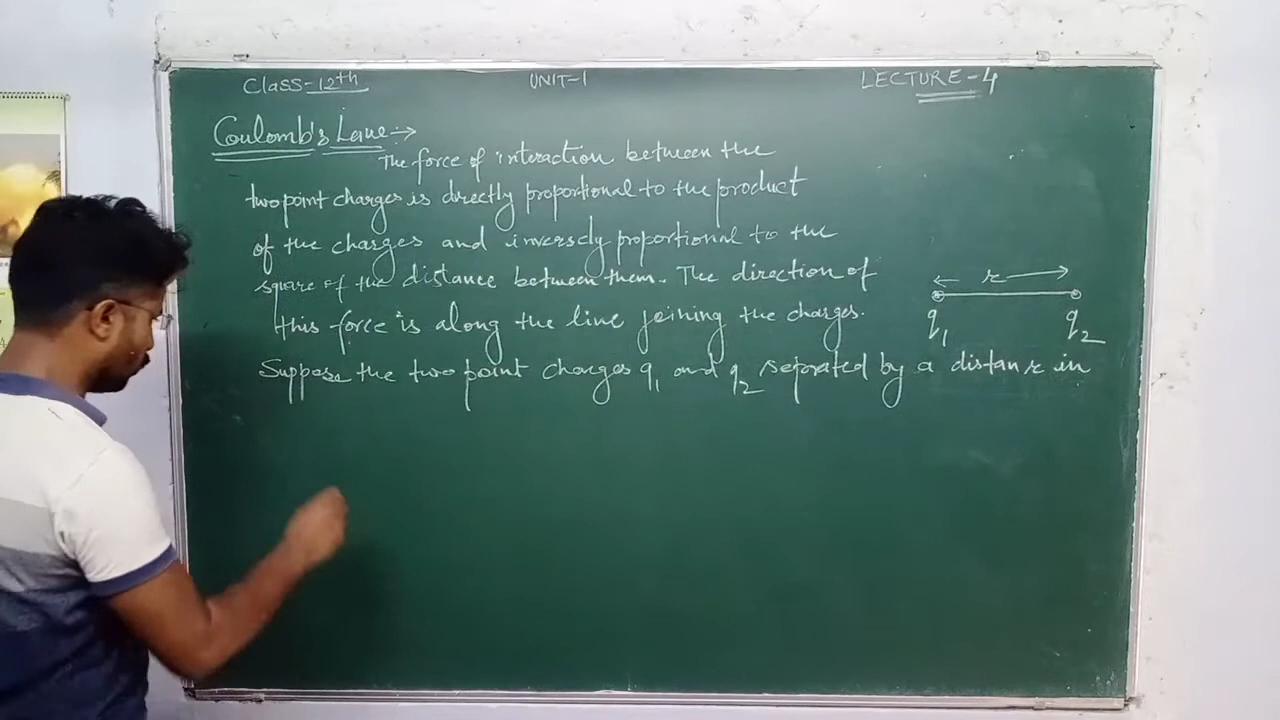 Class-12th UNIT-1 LECTURE-4
Coulomb's Law :→
The force of interaction between the
two point charges is directly proportional to the product
of the charges and inversely proportional to the
square of the distance between them. The direction of
this force is along the line joining the charges.
r
q1 q2
Suppose the two point charges q1 and q2 seperated by a distan r in